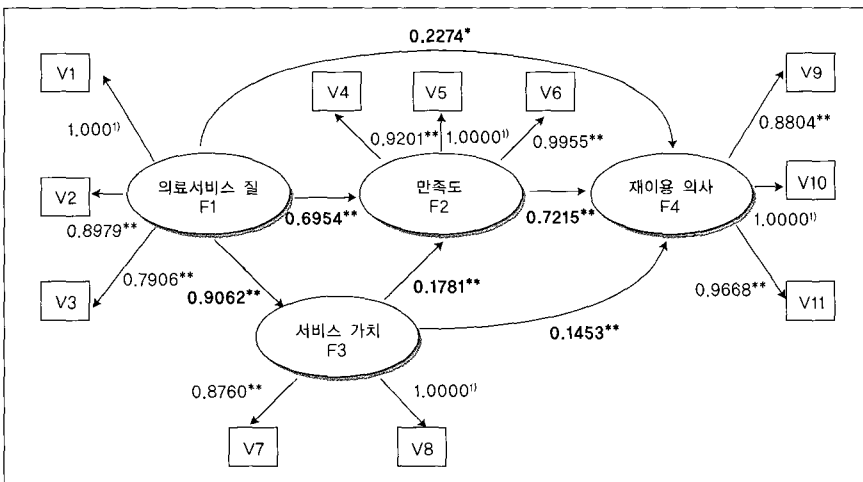 0.2274*
V1
V4
V5
V6
V9
1.000¹⁾
0.9201**
1.0000¹⁾
0.9955**
0.8804**
의료서비스 질
F1
만족도
F2
재이용 의사
F4
V2
V10
0.8979**
0.6954**
0.7215**
1.0000¹⁾
V3
0.7906**
0.9062**
0.1781**
0.9668**
V11
서비스 가치
F3
0.1453**
0.8760**
1.0000¹⁾
V7
V8